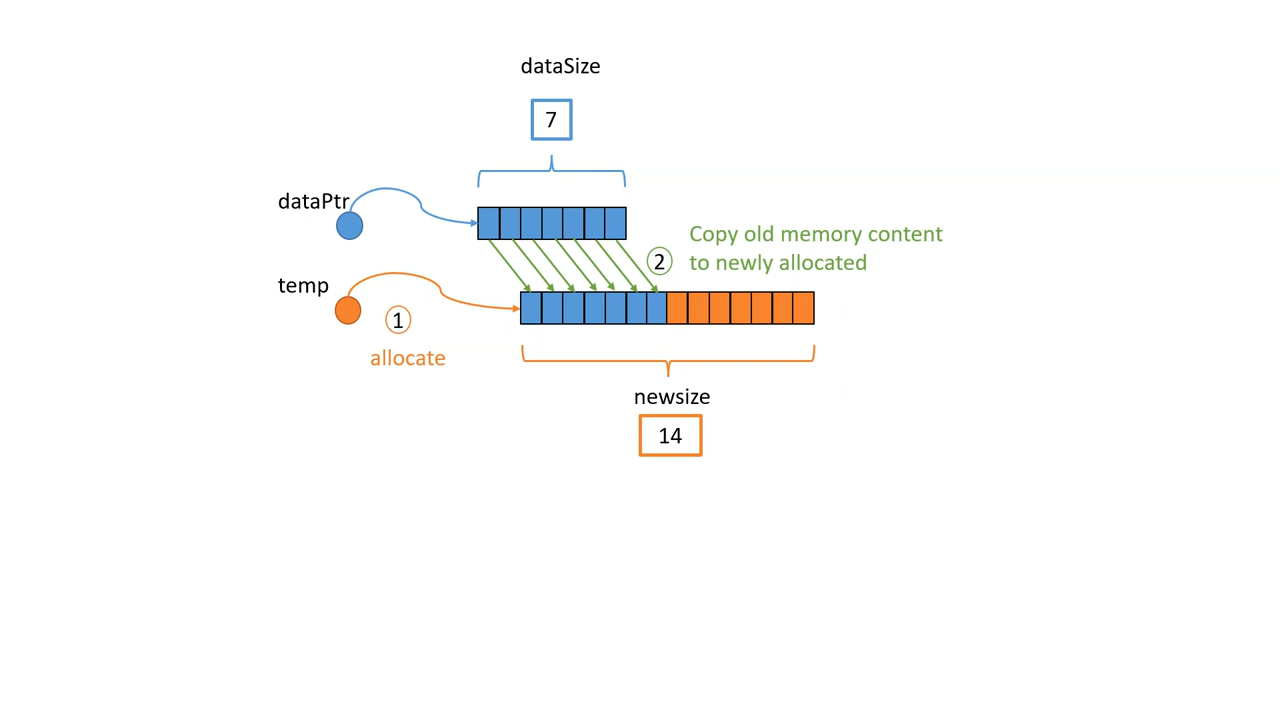 dataSize
7
dataPtr
Copy old memory content
2
to newly allocated
temp
1
allocate
newsize
14